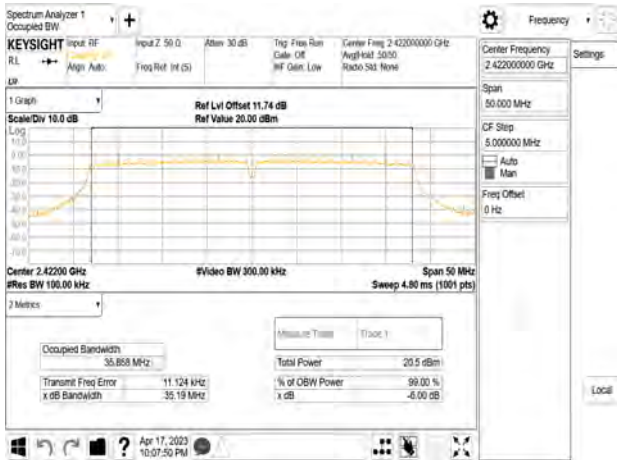 Spectrum Analyzer 1
Occupied BW
Frequency
KEYSIGHT
RL
Input: RF
Align: Auto
Input Z: 50 Ω
Freq Ref: Int (S)
Atten: 30 dB
Trig: Free Run
Gate: Off
#IF Gain: Low
Center Freq: 2.422000000 GHz
Avg|Hold: 50/50
Radio Std: None
Center Frequency
2.422000000 GHz
Settings
Span
50.000 MHz
CF Step
5.000000 MHz
Auto
Man
Freq Offset
0 Hz
Local
1 Graph
Scale/Div 10.0 dB
Ref Lvl Offset 11.74 dB
Ref Value 20.00 dBm
Log
10.0
0.00
Center 2.42200 GHz
#Res BW 100.00 kHz
#Video BW 300.00 kHz
Span 50 MHz
Sweep 4.80 ms (1001 pts)
2 Metrics
Measure Trace
Trace 1
Occupied Bandwidth
35.858 MHz
Total Power
20.5 dBm
Transmit Freq Error
11.124 kHz
% of OBW Power
99.00 %
x dB Bandwidth
35.19 MHz
x dB
-6.00 dB
?
Apr 17, 2023
10:07:50 PM